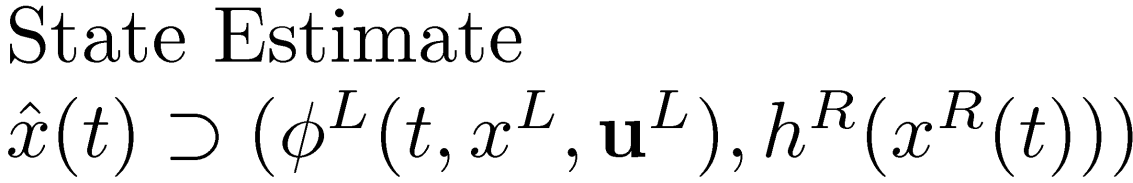 State Estimate
x̂(t) ⊃ (ϕ^L(t, x^L, 𝐮^L), h^R(x^R(t)))